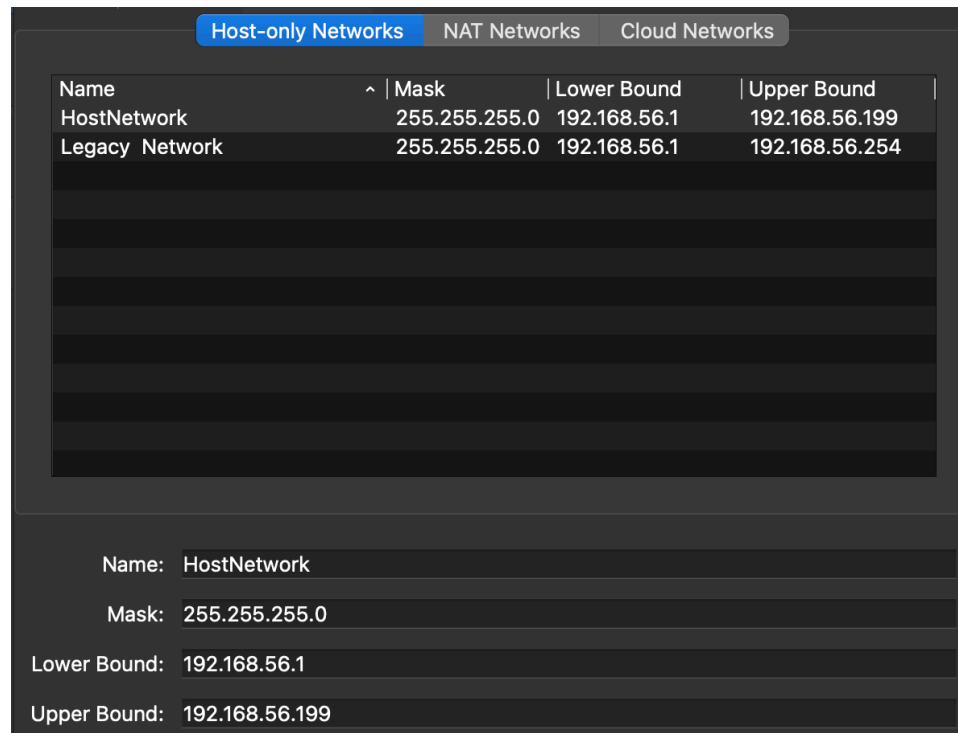 Host-only Networks NAT Networks Cloud Networks
Name Mask Lower Bound Upper Bound
HostNetwork 255.255.255.0 192.168.56.1 192.168.56.199
Legacy Network 255.255.255.0 192.168.56.1 192.168.56.254
Name: HostNetwork
Mask: 255.255.255.0
Lower Bound: 192.168.56.1
Upper Bound: 192.168.56.199